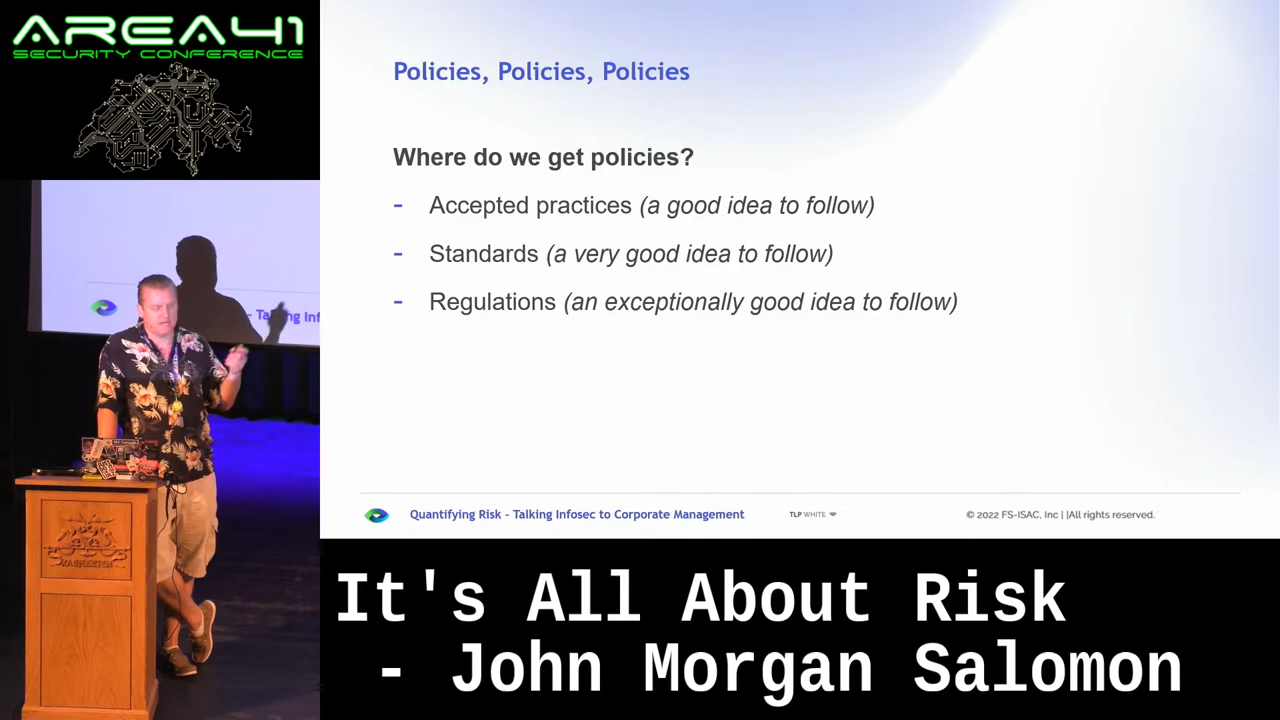 AREA41
SECURITY CONFERENCE
Policies, Policies, Policies
Where do we get policies?
- Accepted practices (a good idea to follow)
- Standards (a very good idea to follow)
- Regulations (an exceptionally good idea to follow)
- Talking Inf
Quantifying Risk - Talking Infosec to Corporate Management
TLP WHITE
© 2022 FS-ISAC, Inc | |All rights reserved.
It's All About Risk
- John Morgan Salomon